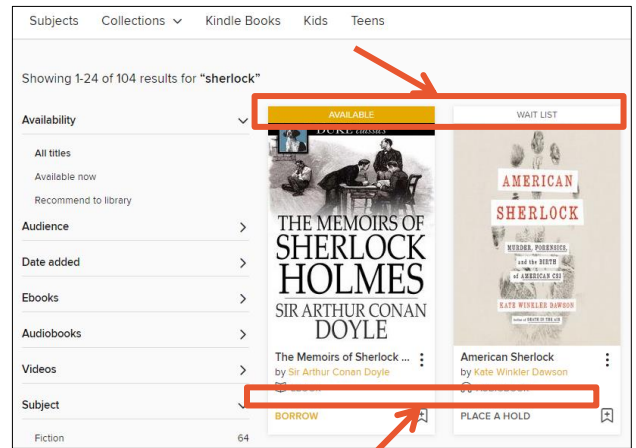 Subjects Collections Kindle Books Kids Teens
Showing 1-24 of 104 results for “sherlock”
Availability
All titles
Available now
Recommend to library
Audience
Date added
Ebooks
Audiobooks
Videos
Subject
Fiction 64
AVAILABLE
DUKE classics
THE MEMOIRS OF
SHERLOCK
HOLMES
SIR ARTHUR CONAN
DOYLE
The Memoirs of Sherlock ...
by Sir Arthur Conan Doyle
BORROW
WAIT LIST
AMERICAN
SHERLOCK
MURDER, FORENSICS,
and the BIRTH
of AMERICAN CSI
KATE WINKLER DAWSON
American Sherlock
by Kate Winkler Dawson
PLACE A HOLD